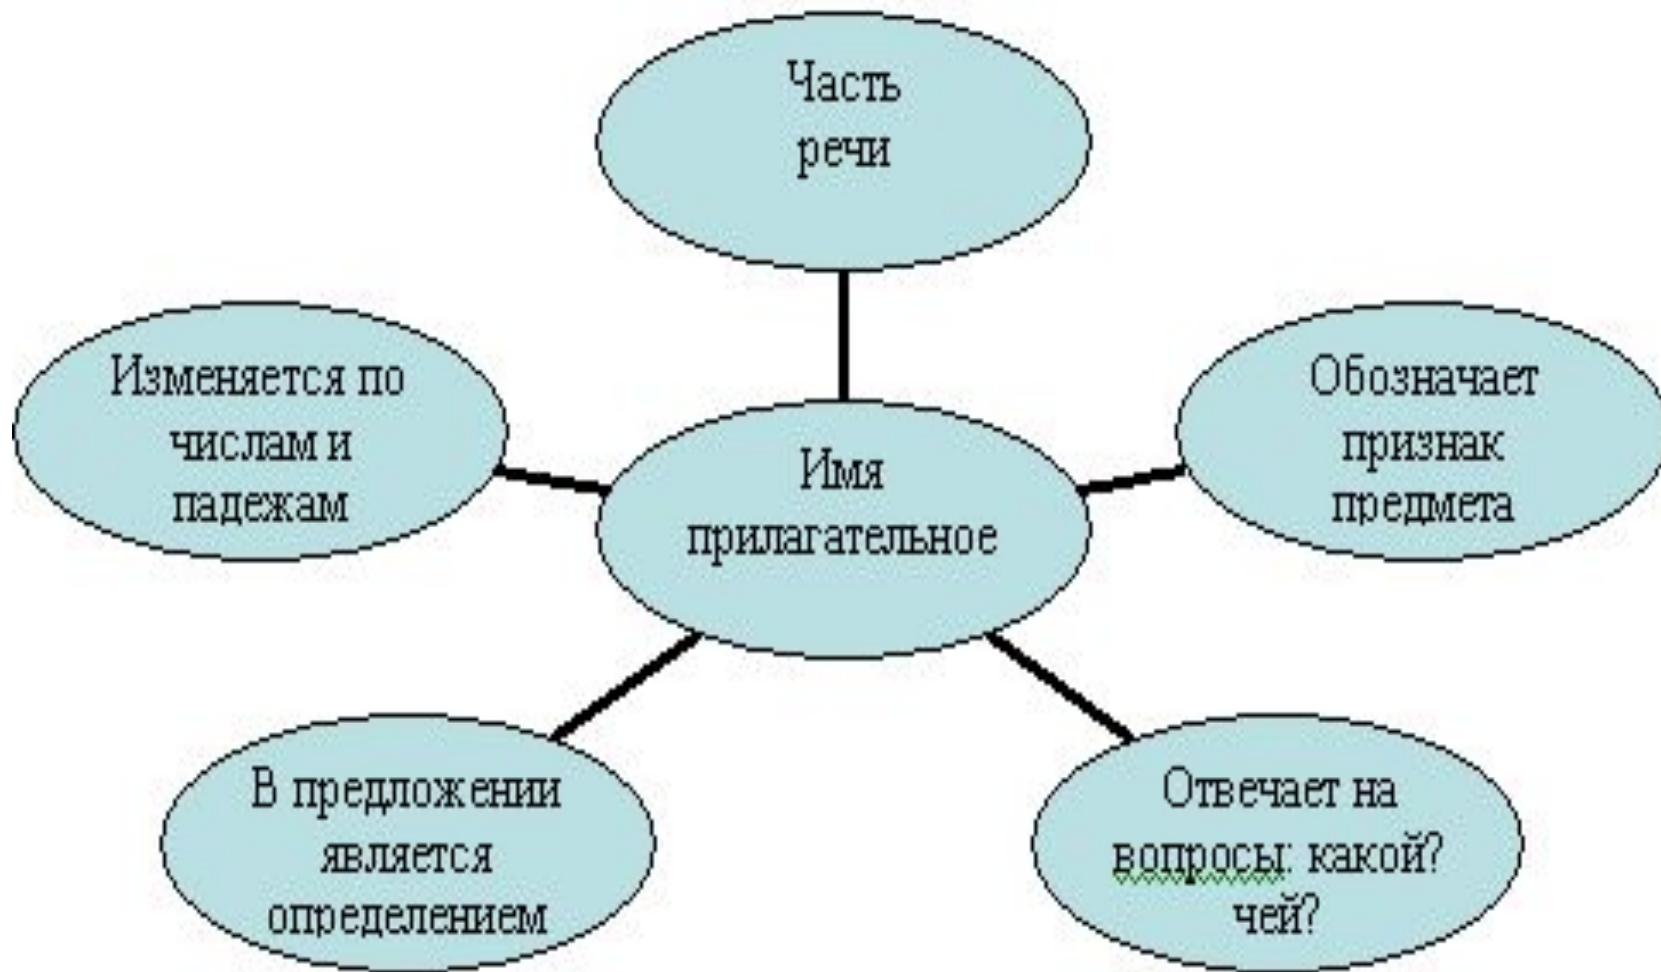 Часть
речи
Изменяется по
числам и
падежам
Обозначает
признак
предмета
Имя
прилагательное
В предложении
является
определением
Отвечает на
вопросы: какой?
чей?